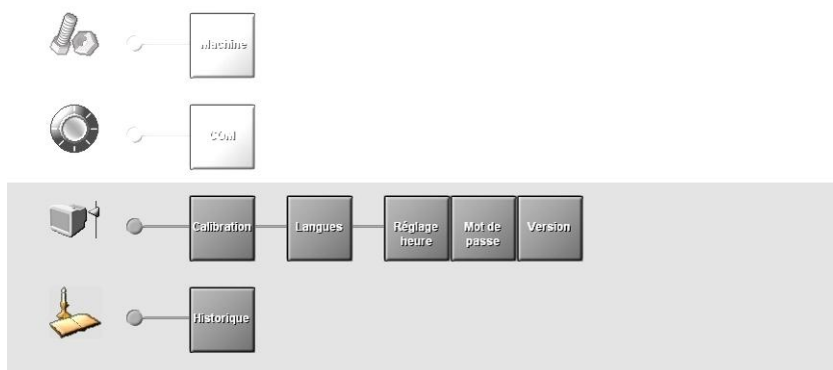 Machine
COM
Calibration
Langues
Réglage
heure
Mot de
passe
Version
Historique